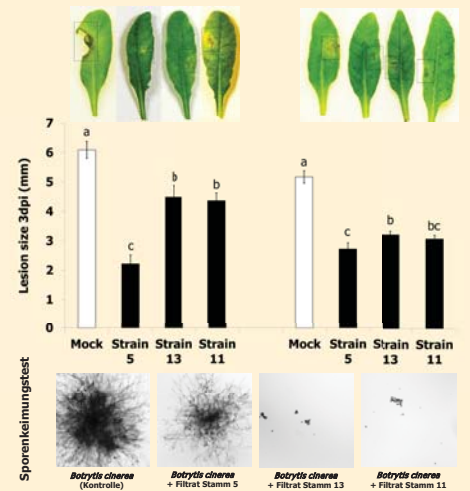 7
a
6
a
5
b
b
4
b
bc
3
c
c
2
1
0
Lesion size 3dpi (mm)
Mock Strain Strain Strain Mock Strain Strain Strain
5 13 11 5 13 11
Sporenkeimungstest
Botrytis cinerea Botrytis cinerea Botrytis cinerea Botrytis cinerea
(Kontrolle) + Filtrat Stamm 5 + Filtrat Stamm 13 + Filtrat Stamm 11